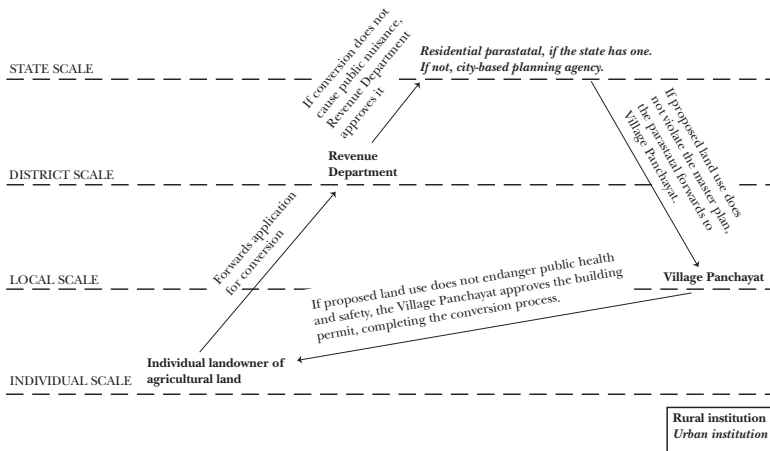 STATE SCALE
If conversion does not
cause public nuisance,
Revenue Department
approves it
Residential parastatal, if the state has one.
If not, city-based planning agency.
If proposed land use does
not violate the master plan,
the parastatal forwards to
Village Panchayat.
DISTRICT SCALE
Revenue
Department
Forwards application
for conversion
LOCAL SCALE
Village Panchayat
If proposed land use does not endanger public health
and safety, the Village Panchayat approves the building
permit, completing the conversion process.
INDIVIDUAL SCALE
Individual landowner of
agricultural land
Rural institution
Urban institution